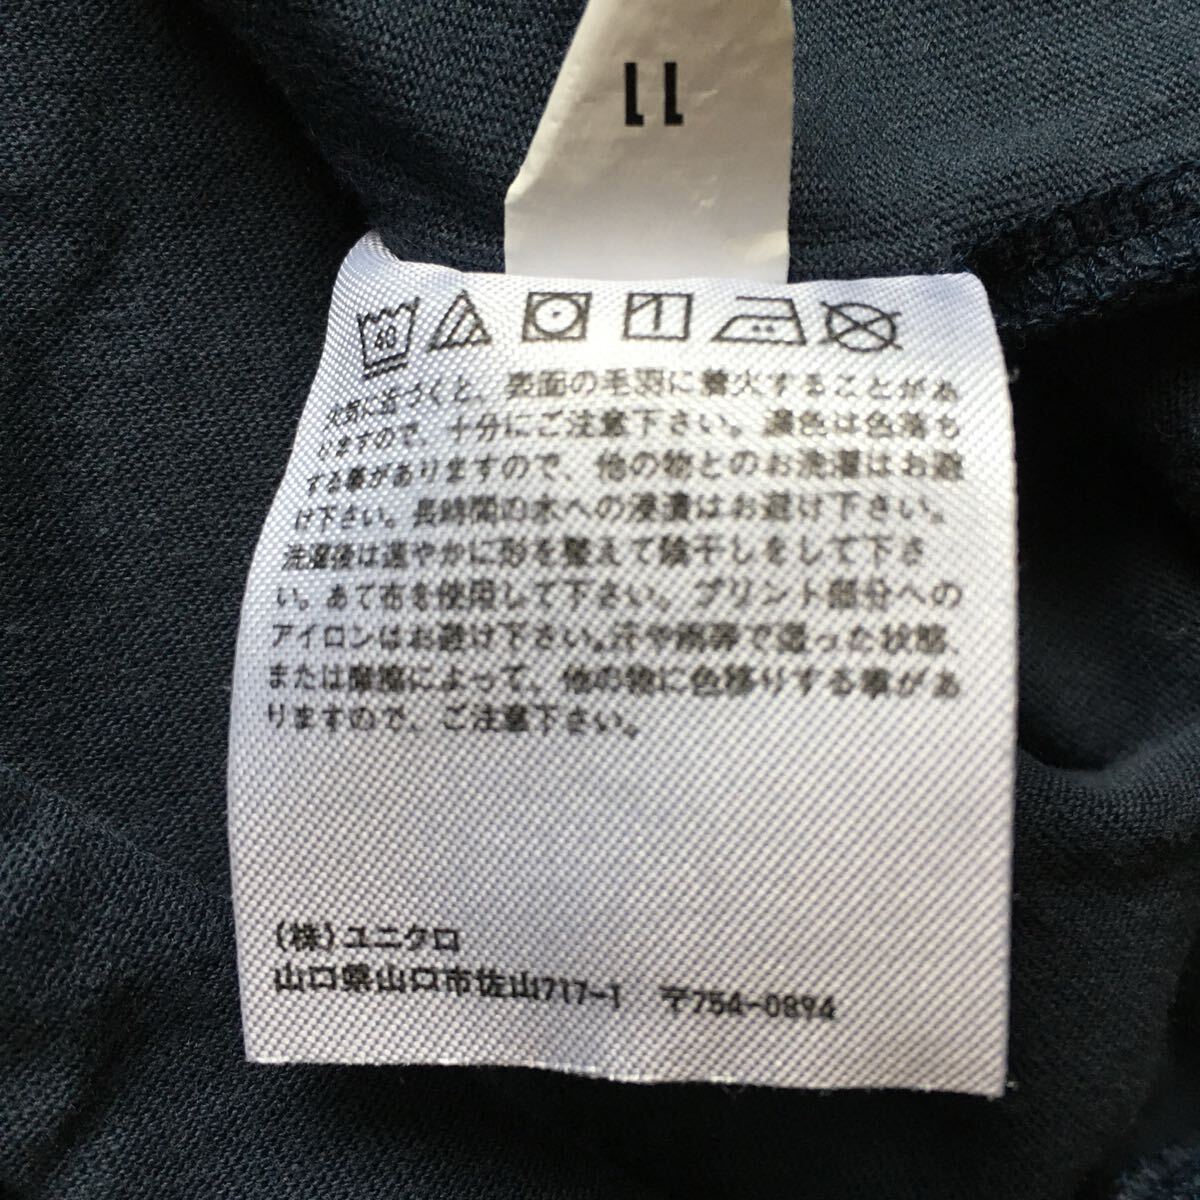 11
40
火気に近づくと、表面の毛羽に着火することがあ
りますので、十分にご注意下さい。濃色は色落ち
する事がありますので、他の物とのお洗濯はお避
け下さい。長時間の水への浸漬はお避け下さい。
洗濯後は速やかに形を整えて陰干しをして下さ
い。あて布を使用して下さい。プリント部分への
アイロンはお避け下さい。汗や雨等で湿った状態、
または摩擦によって、他の物に色移りする事があ
りますので、ご注意下さい。
(株)ユニクロ
山口県山口市佐山717-1 〒754-0894